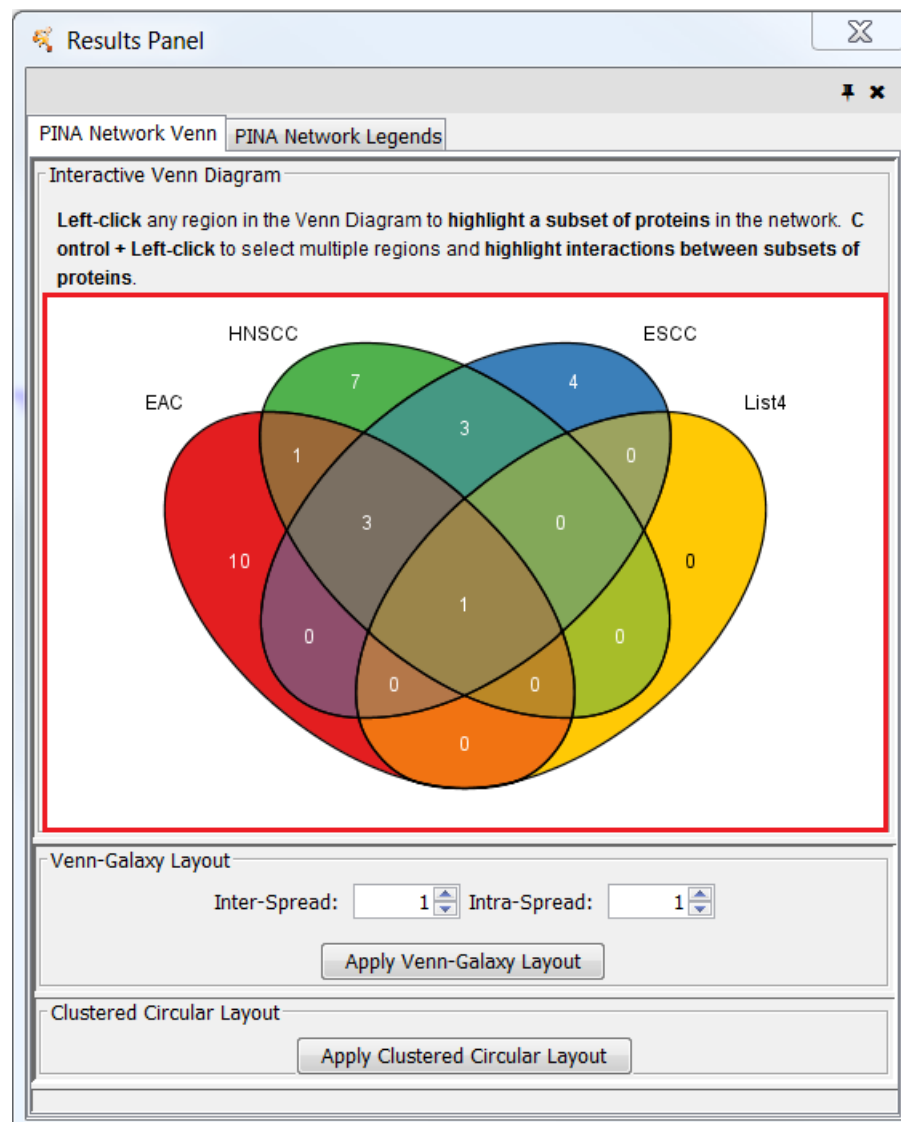 Results Panel
PINA Network Venn PINA Network Legends
Interactive Venn Diagram
Left-click any region in the Venn Diagram to highlight a subset of proteins in the network. C
ontrol + Left-click to select multiple regions and highlight interactions between subsets of
proteins.
HNSCC ESCC
EAC List4
7 4
3
1 0
3 0
10 0
1
0 0
0 0
0
Venn-Galaxy Layout
Inter-Spread: 1 Intra-Spread: 1
Apply Venn-Galaxy Layout
Clustered Circular Layout
Apply Clustered Circular Layout